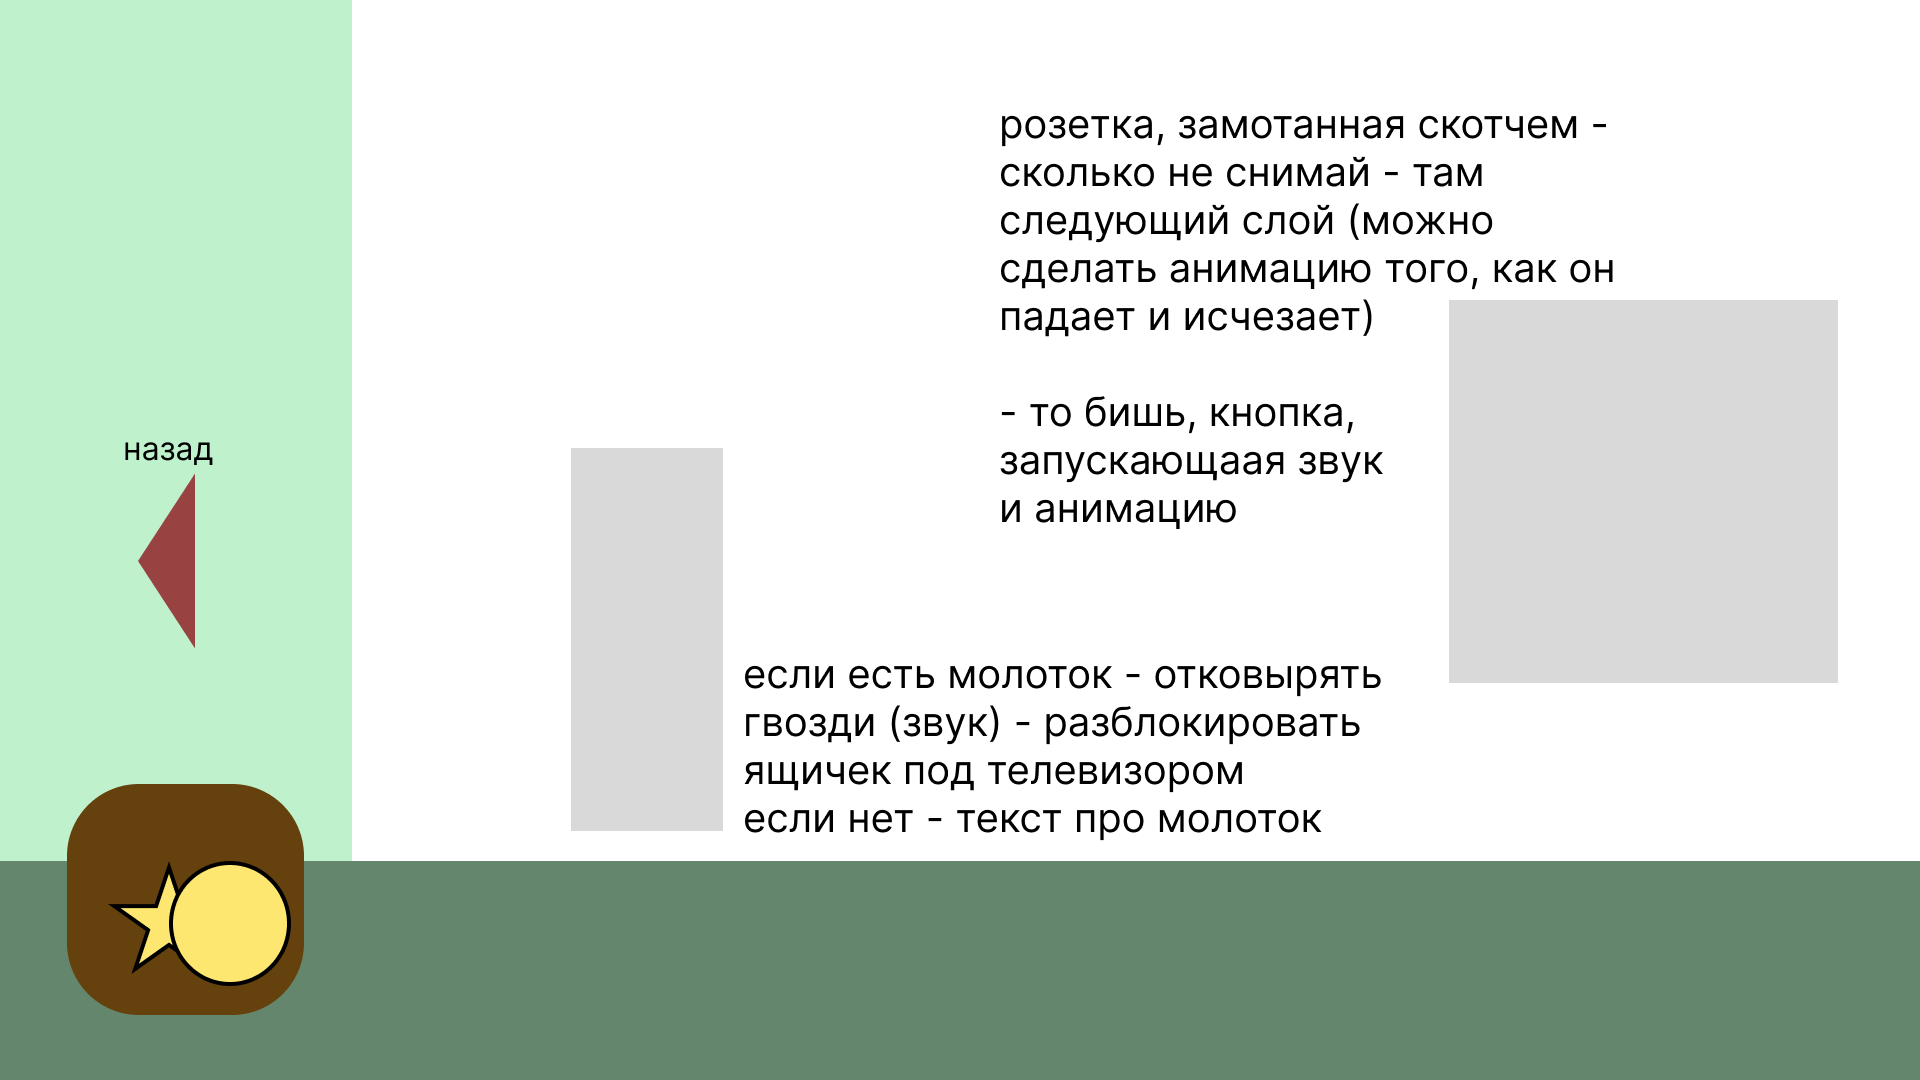 розетка, замотанная скотчем -
сколько не снимай - там
следующий слой (можно
сделать анимацию того, как он
падает и исчезает)
- то бишь, кнопка,
запускающаая звук
и анимацию
назад
если есть молоток - отковырять
гвозди (звук) - разблокировать
ящичек под телевизором
если нет - текст про молоток